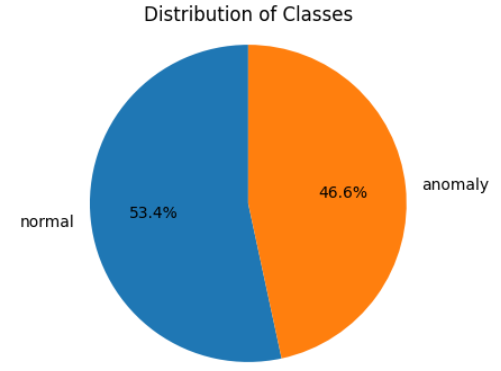 Distribution of Classes
46.6%
anomaly
53.4%
normal